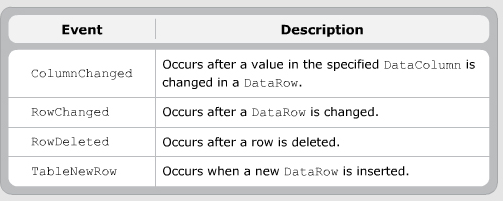 Event Description
ColumnChanged Occurs after a value in the specified DataColumn is
changed in a DataRow.
RowChanged Occurs after a DataRow is changed.
RowDeleted Occurs after a row is deleted.
TableNewRow Occurs when a new DataRow is inserted.